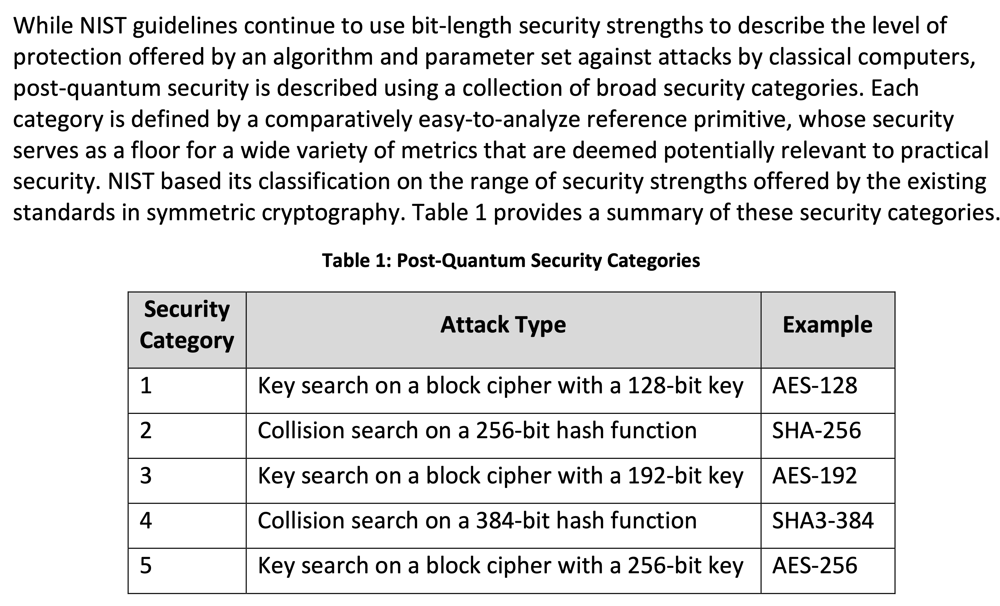 While NIST guidelines continue to use bit-length security strengths to describe the level of
protection offered by an algorithm and parameter set against attacks by classical computers,
post-quantum security is described using a collection of broad security categories. Each
category is defined by a comparatively easy-to-analyze reference primitive, whose security
serves as a floor for a wide variety of metrics that are deemed potentially relevant to practical
security. NIST based its classification on the range of security strengths offered by the existing
standards in symmetric cryptography. Table 1 provides a summary of these security categories.
Table 1: Post-Quantum Security Categories
Security Category Attack Type Example
1 Key search on a block cipher with a 128-bit key AES-128
2 Collision search on a 256-bit hash function SHA-256
3 Key search on a block cipher with a 192-bit key AES-192
4 Collision search on a 384-bit hash function SHA3-384
5 Key search on a block cipher with a 256-bit key AES-256